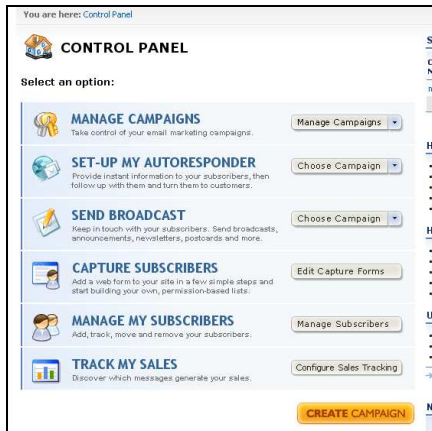 You are here: Control Panel
CONTROL PANEL
Select an option:
MANAGE CAMPAIGNS
Take control of your email marketing campaigns.
Manage Campaigns
SET-UP MY AUTORESPONDER
Provide instant information to your subscribers, then
follow up with them and turn them to customers.
Choose Campaign
SEND BROADCAST
Keep in touch with your subscribers. Send broadcasts,
announcements, newsletters, postcards and more.
Choose Campaign
CAPTURE SUBSCRIBERS
Add a web form to your site in a few simple steps and
start building your own, permission-based lists.
Edit Capture Forms
MANAGE MY SUBSCRIBERS
Add, track, move and remove your subscribers.
Manage Subscribers
TRACK MY SALES
Discover which messages generate your sales.
Configure Sales Tracking
CREATE CAMPAIGN